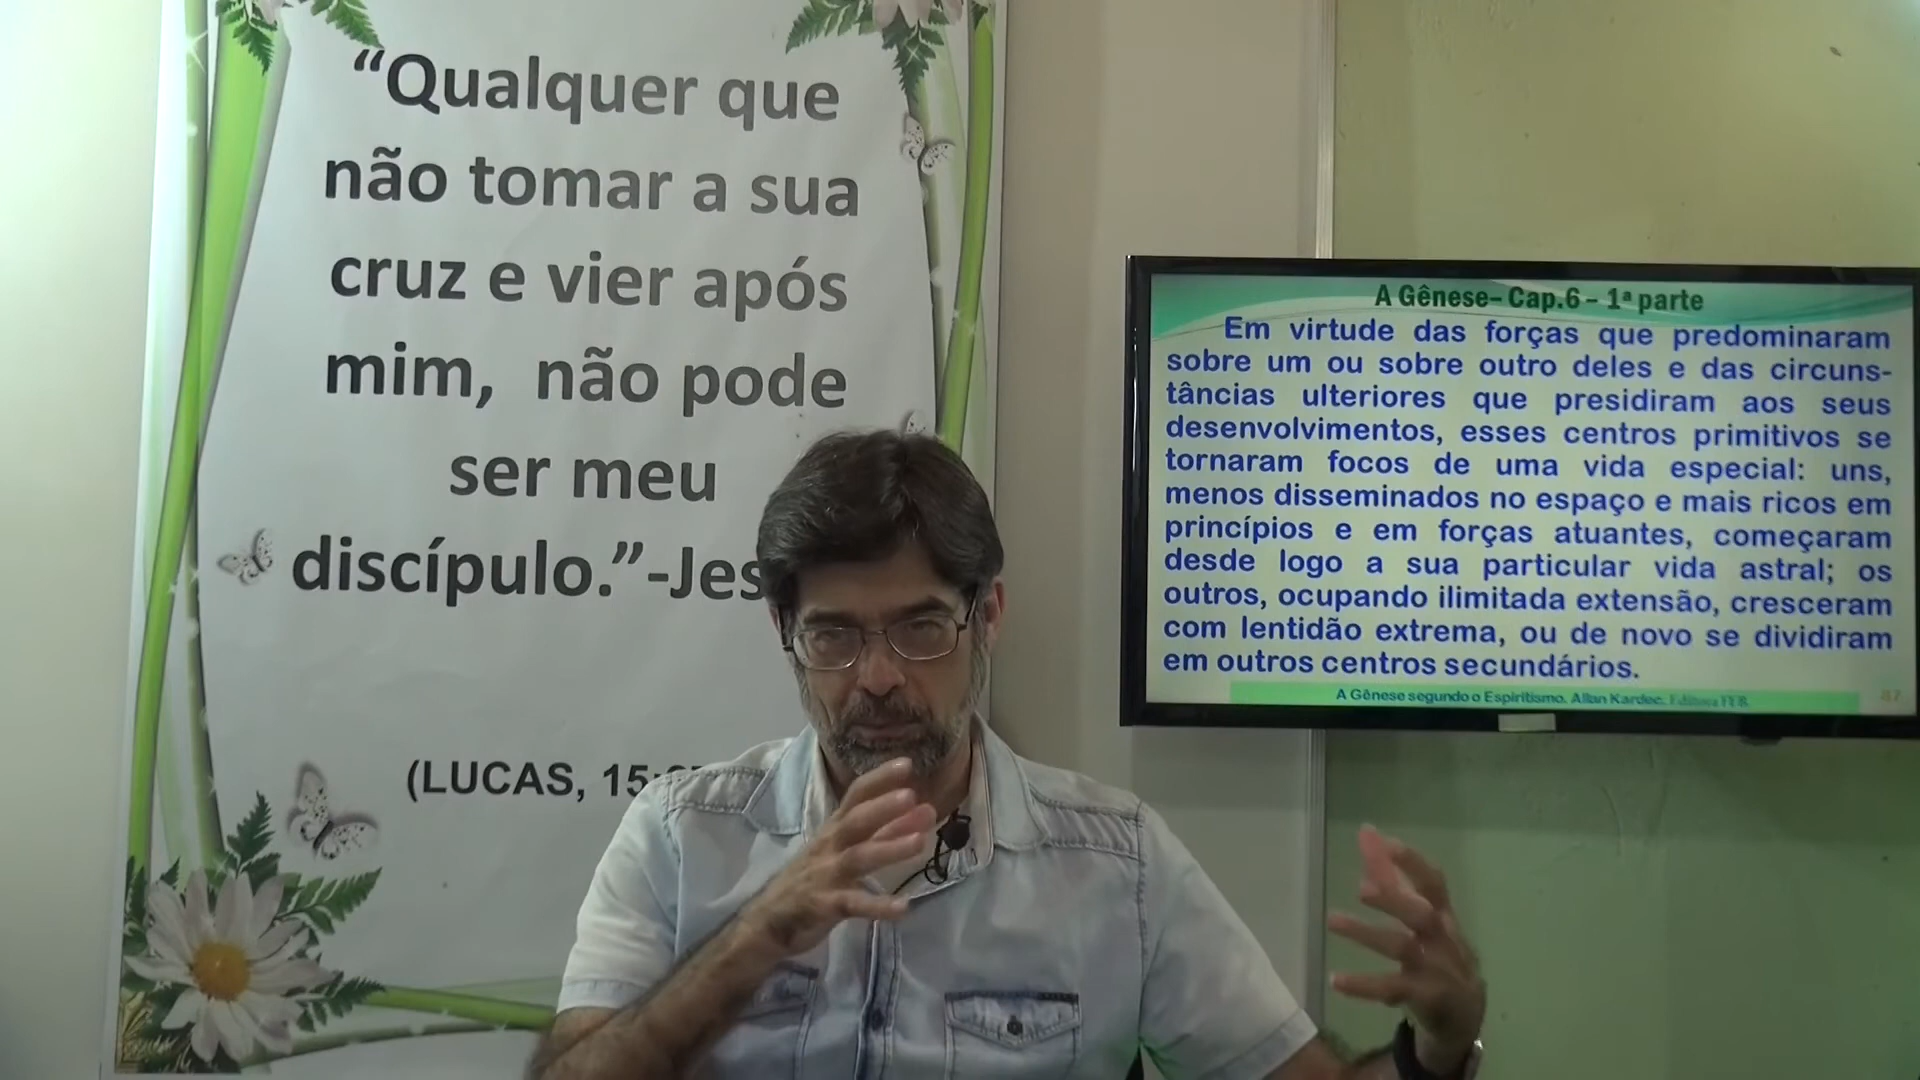 “Qualquer que
não tomar a sua
cruz e vier após
mim, não pode
ser meu
discípulo.”-Jes
(LUCAS, 15:
A Gênese– Cap.6 – 1ª parte
Em virtude das forças que predominaram
sobre um ou sobre outro deles e das circuns-
tâncias ulteriores que presidiram aos seus
desenvolvimentos, esses centros primitivos se
tornaram focos de uma vida especial: uns,
menos disseminados no espaço e mais ricos em
princípios e em forças atuantes, começaram
desde logo a sua particular vida astral; os
outros, ocupando ilimitada extensão, cresceram
com lentidão extrema, ou de novo se dividiram
em outros centros secundários.
A Gênese segundo o Espiritismo. Allan Kardec. Editora FEB.